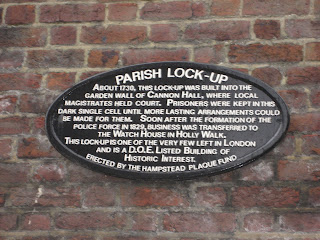 PARISH LOCK-UP
ABOUT 1730, THIS LOCK-UP WAS BUILT INTO THE
GARDEN WALL OF CANNON HALL, WHERE LOCAL
MAGISTRATES HELD COURT. PRISONERS WERE KEPT IN THIS
DARK SINGLE CELL UNTIL MORE LASTING ARRANGEMENTS COULD
BE MADE FOR THEM. SOON AFTER THE FORMATION OF THE
POLICE FORCE IN 1829, BUSINESS WAS TRANSFERRED TO
THE WATCH HOUSE IN HOLLY WALK.
THIS LOCK-UP IS ONE OF THE VERY FEW LEFT IN LONDON
AND IS A D.O.E. LISTED BUILDING OF
HISTORIC INTEREST.
ERECTED BY THE HAMPSTEAD PLAQUE FUND